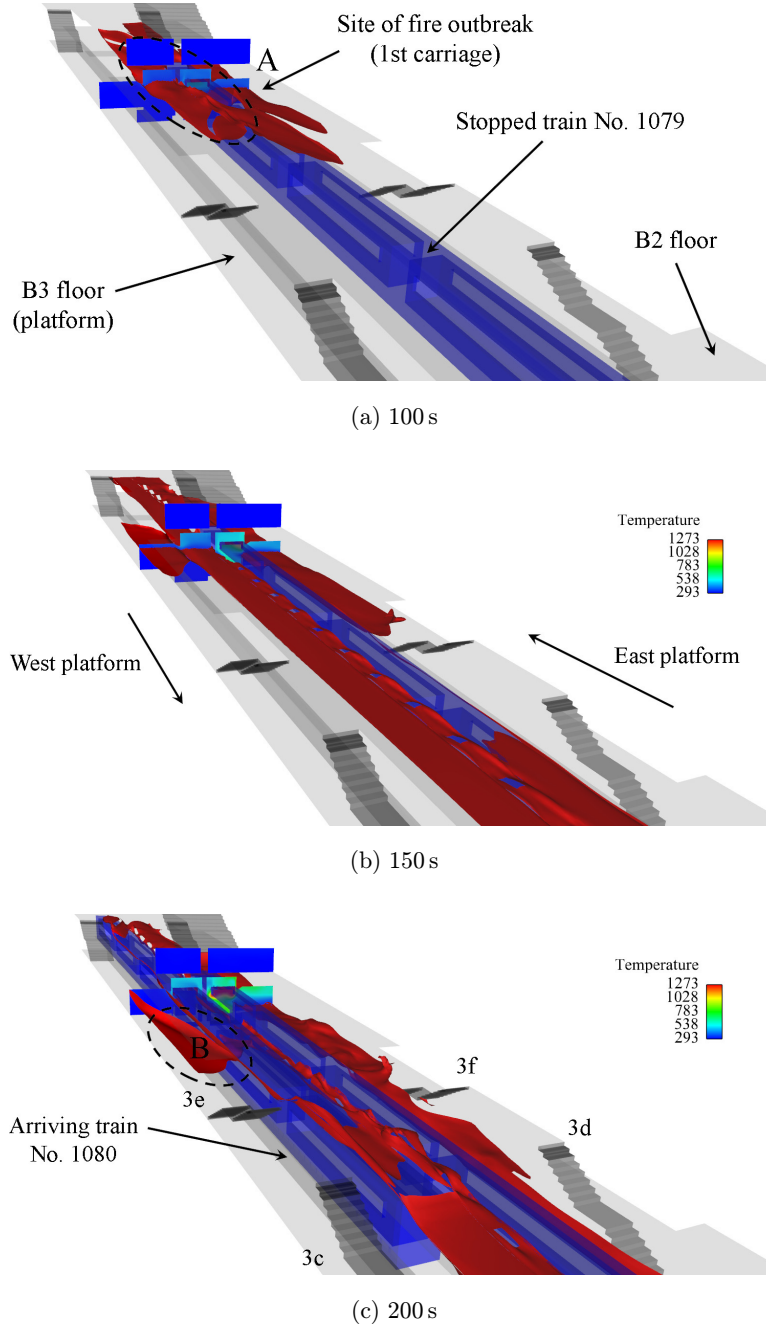 A
Site of fire outbreak
(1st carriage)
Stopped train No. 1079
B2 floor
B3 floor
(platform)
(a) 100 s
Temperature
1273
1028
783
538
293
West platform
East platform
(b) 150 s
Temperature
1273
1028
783
538
293
B
3f
3e
3d
Arriving train
No. 1080
3c
(c) 200 s